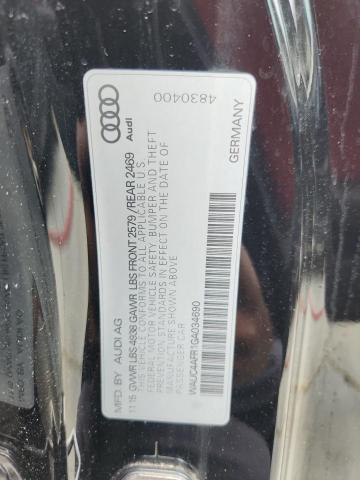 4830400
Audi
GERMANY
MFD BY AUDI AG
11 15 GVWR LBS 4938 GAWR LBS FRONT 2579 / REAR 2469
THIS VEHICLE CONFORMS TO ALL APPLICABLE U.S.
FEDERAL MOTOR VEHICLE SAFETY, BUMPER AND THEFT
PREVENTION STANDARDS IN EFFECT ON THE DATE OF
MANUFACTURE SHOWN ABOVE
PASSENGER CAR
WAUC4AFR1GA034690